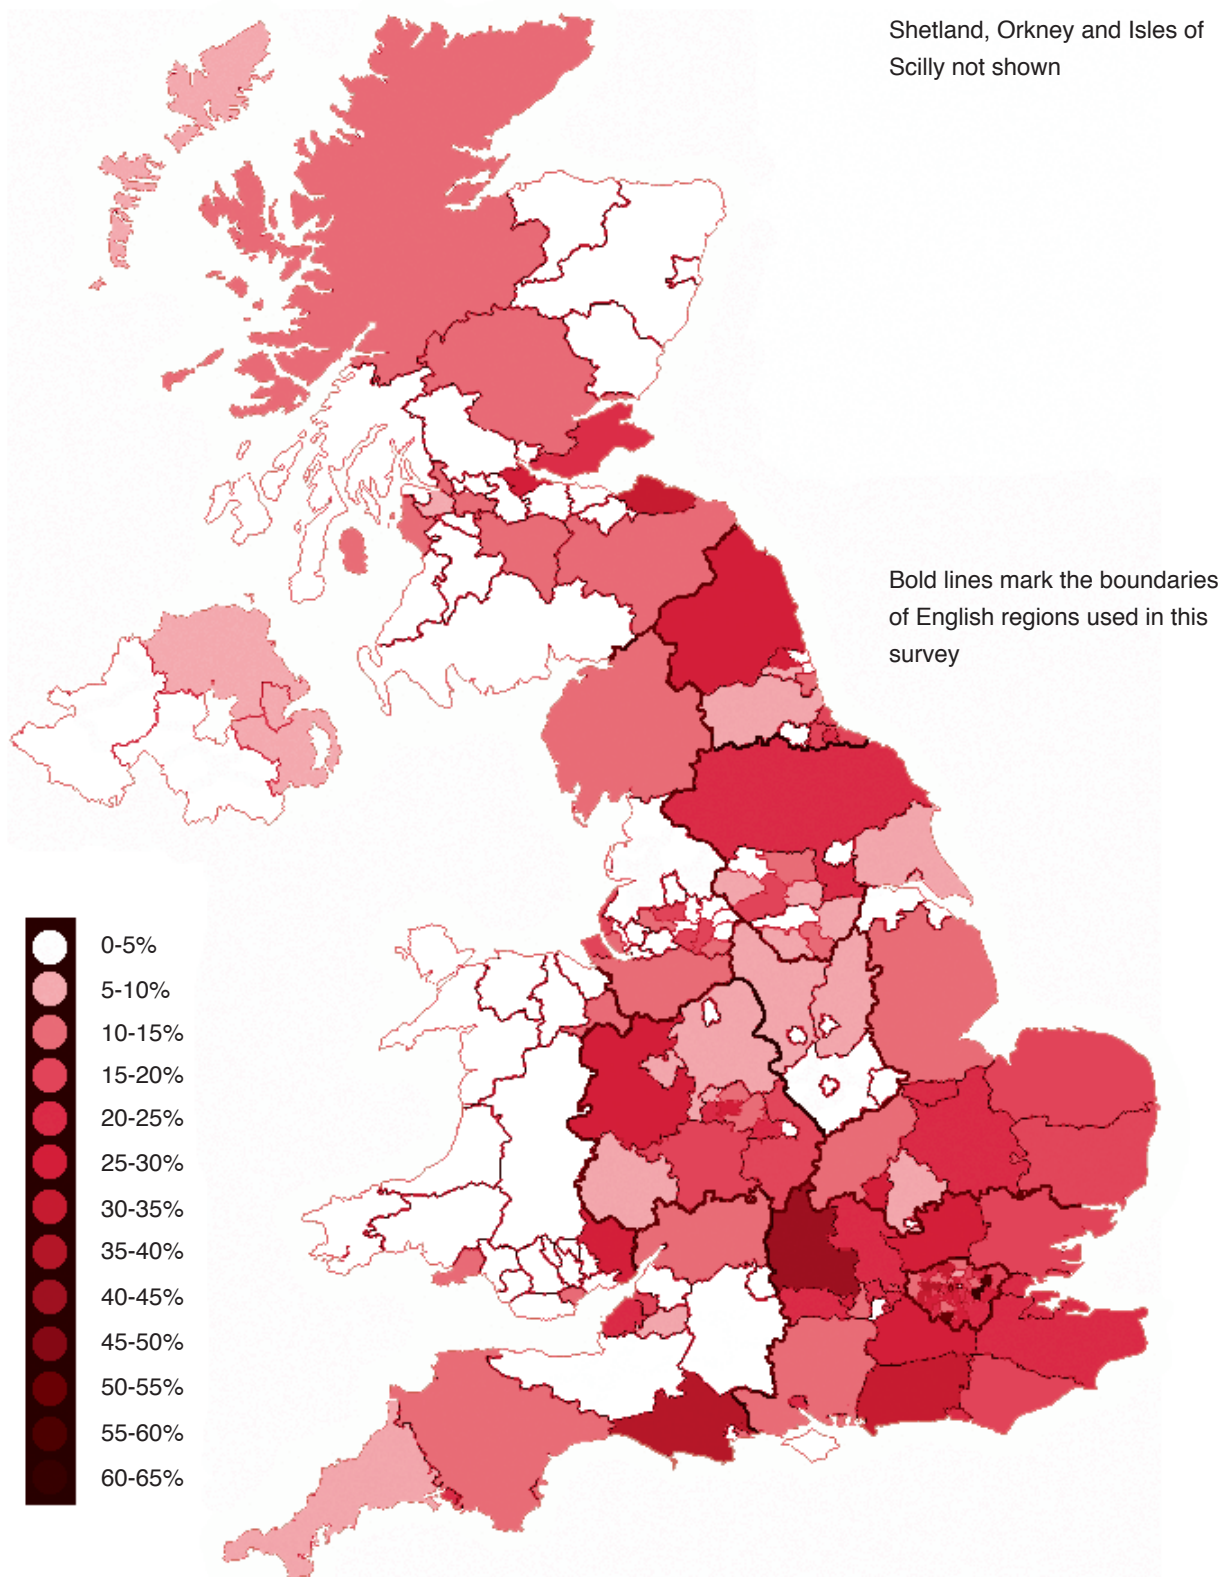 Shetland, Orkney and Isles of
Scilly not shown
Bold lines mark the boundaries
of English regions used in this
survey
0-5%
5-10%
10-15%
15-20%
20-25%
25-30%
30-35%
35-40%
40-45%
45-50%
50-55%
55-60%
60-65%